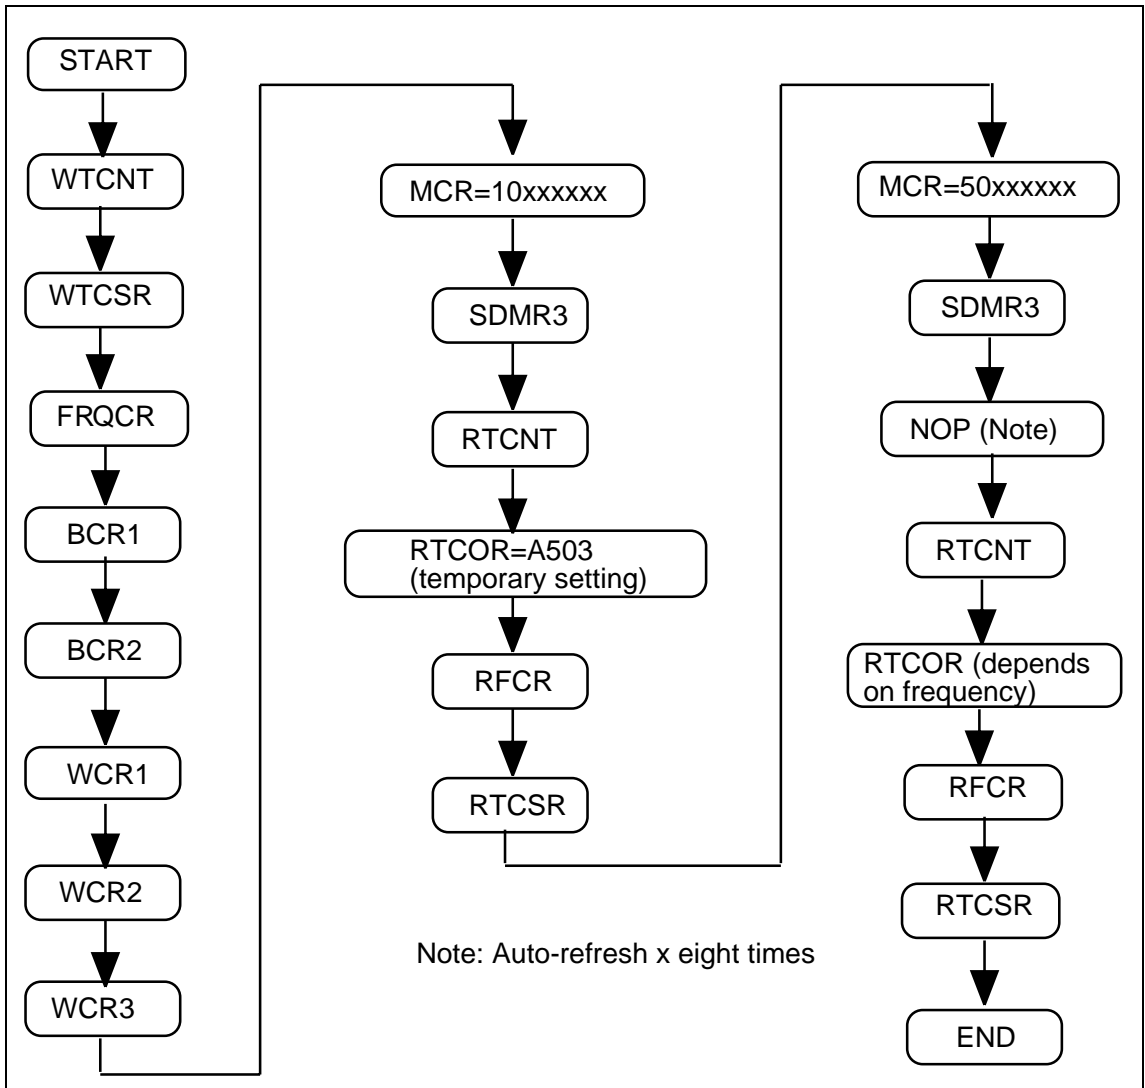 START
WTCNT
WTCSR
FRQCR
BCR1
BCR2
WCR1
WCR2
WCR3
MCR=10xxxxxx
SDMR3
RTCNT
RTCOR=A503
(temporary setting)
RFCR
RTCSR
MCR=50xxxxxx
SDMR3
NOP (Note)
RTCNT
RTCOR (depends
on frequency)
RFCR
RTCSR
END
Note: Auto-refresh x eight times